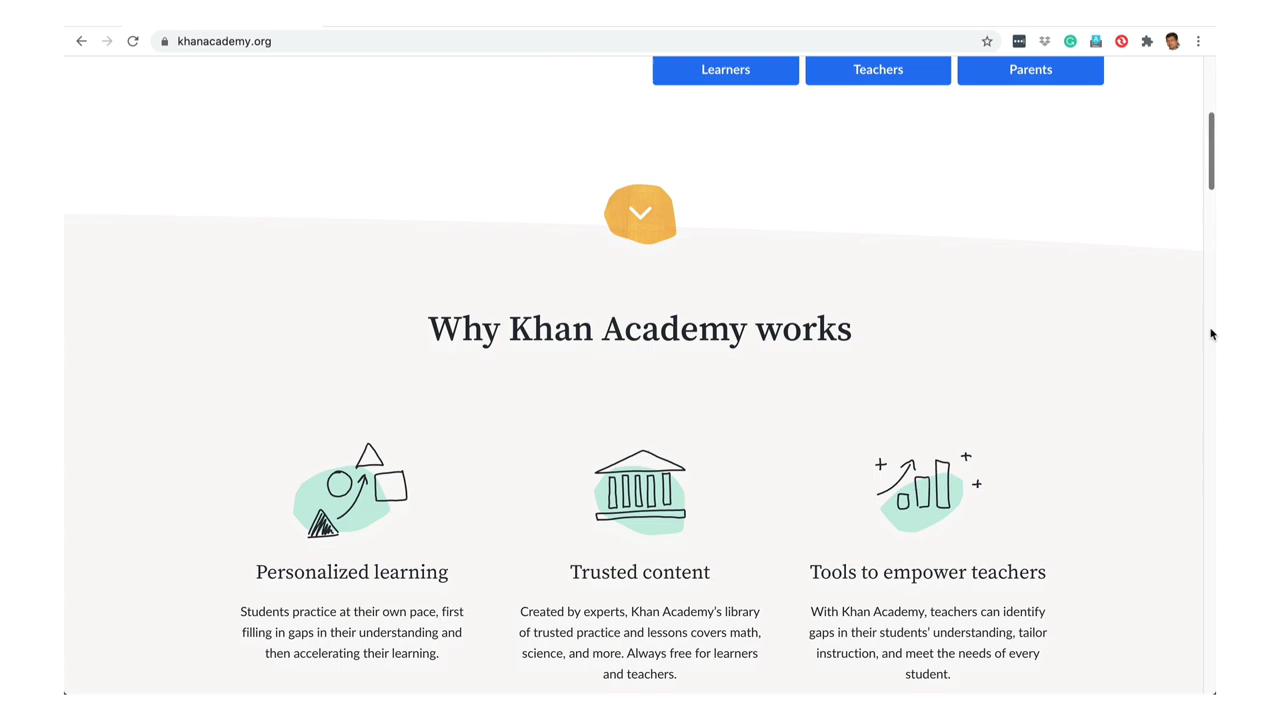 khanacademy.org
Learners Teachers Parents
Why Khan Academy works
Personalized learning
Students practice at their own pace, first
filling in gaps in their understanding and
then accelerating their learning.
Trusted content
Created by experts, Khan Academy’s library
of trusted practice and lessons covers math,
science, and more. Always free for learners
and teachers.
Tools to empower teachers
With Khan Academy, teachers can identify
gaps in their students’ understanding, tailor
instruction, and meet the needs of every
student.